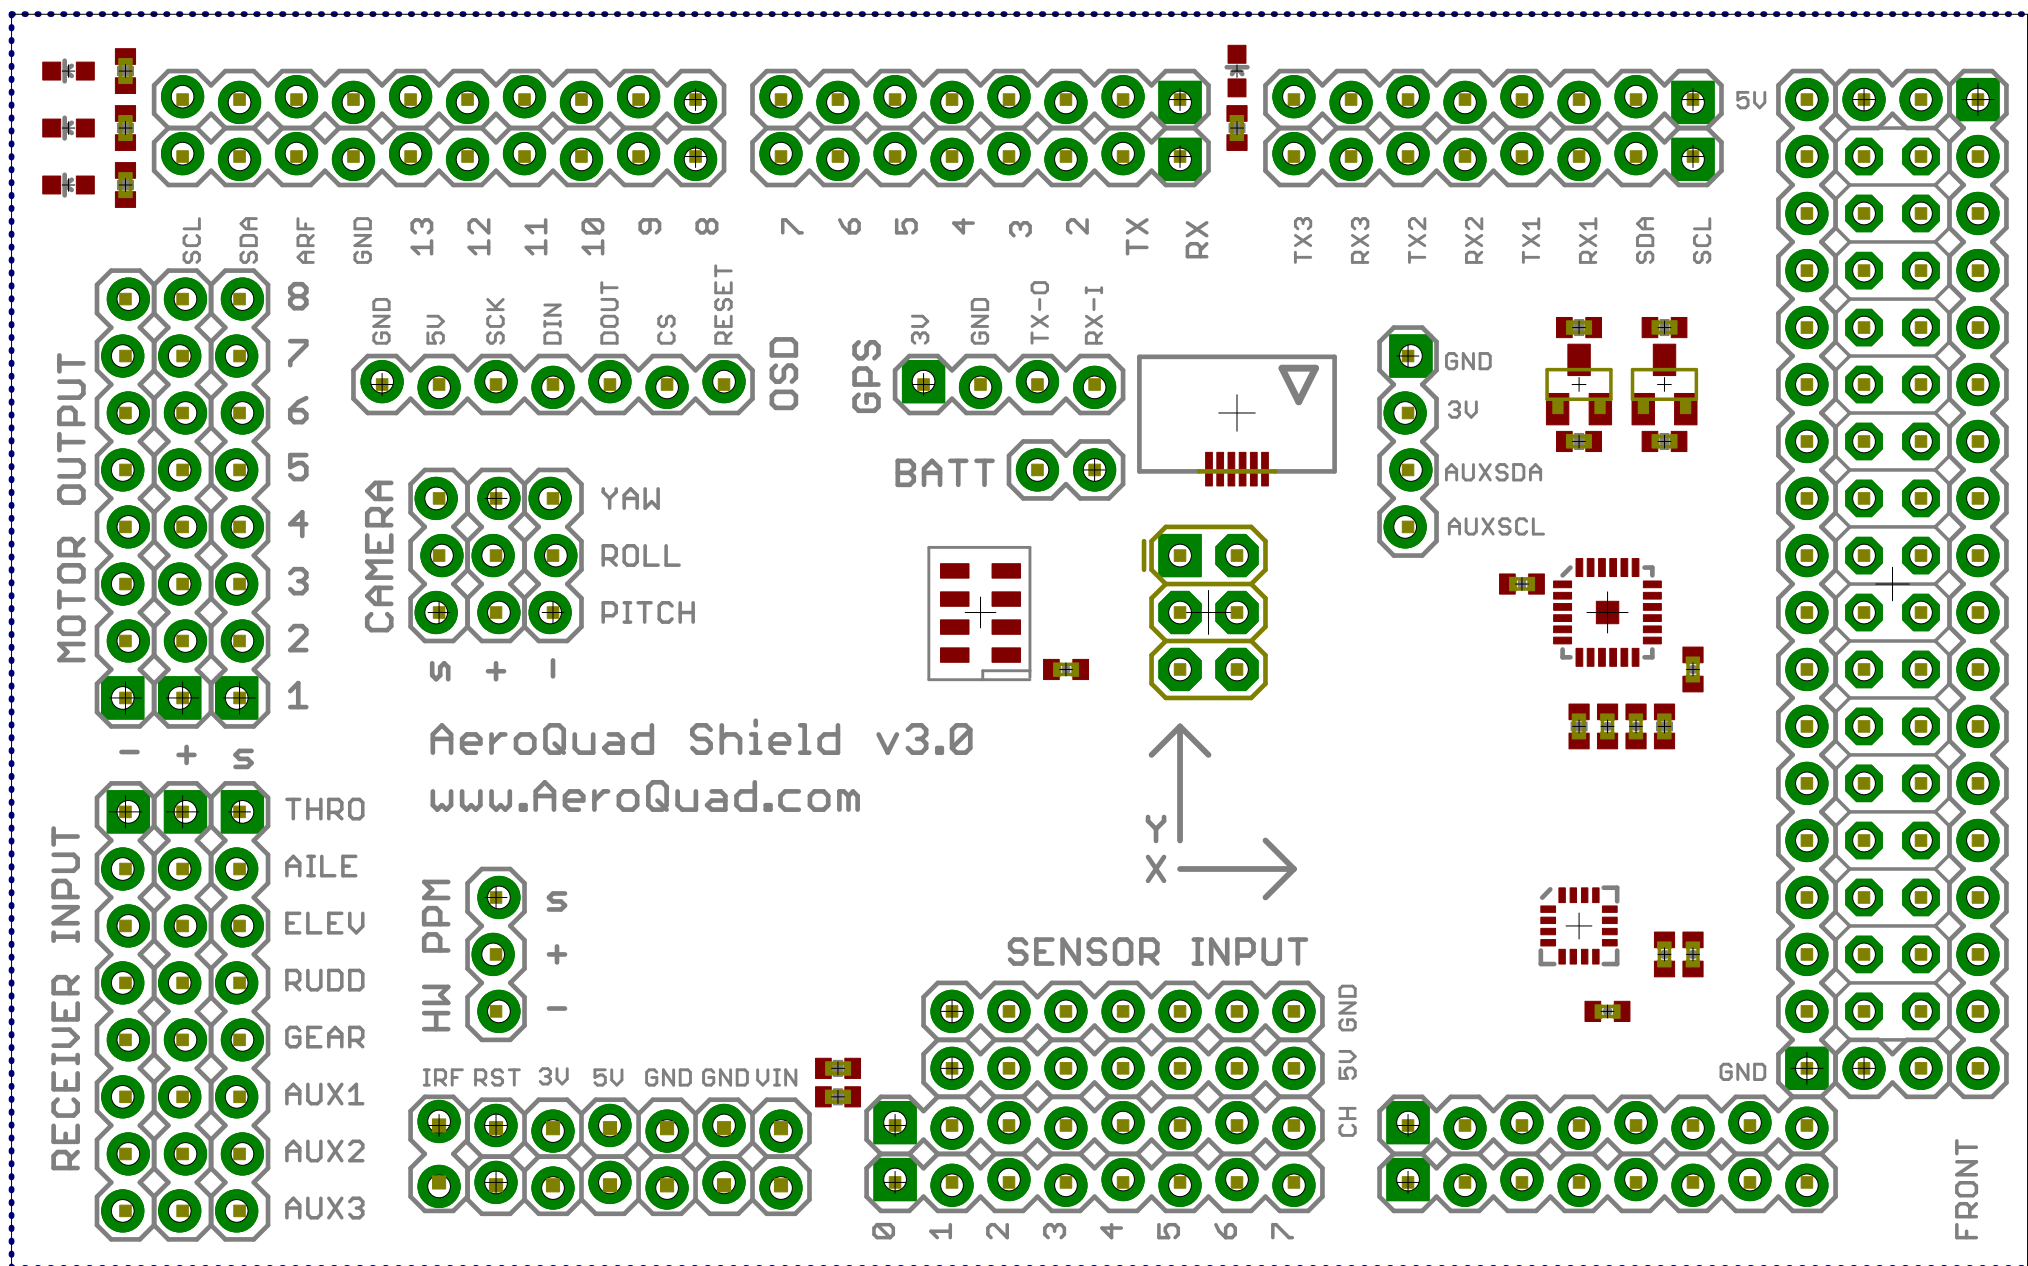 5V
SCL SDA ARF GND 13 12 11 10 9 8 7 6 5 4 3 2 TX RX TX3 RX3 TX2 RX2 TX1 RX1 SDA SCL
MOTOR OUTPUT
8
7
6
5
4
3
2
1
- + s
GND 5V SCK DIN DOUT CS RESET
OSD
GPS
3V GND TX-O RX-I
BATT
GND
3V
AUXSDA
AUXSCL
CAMERA
YAW
ROLL
PITCH
s + -
AeroQuad Shield v3.0
www.AeroQuad.com
Y
X
RECEIVER INPUT
THRO
AILE
ELEV
RUDD
GEAR
AUX1
AUX2
AUX3
HW PPM
s
+
-
IRF RST 3V 5V GND GND VIN
SENSOR INPUT
GND
5V
CH
0 1 2 3 4 5 6 7
GND
FRONT